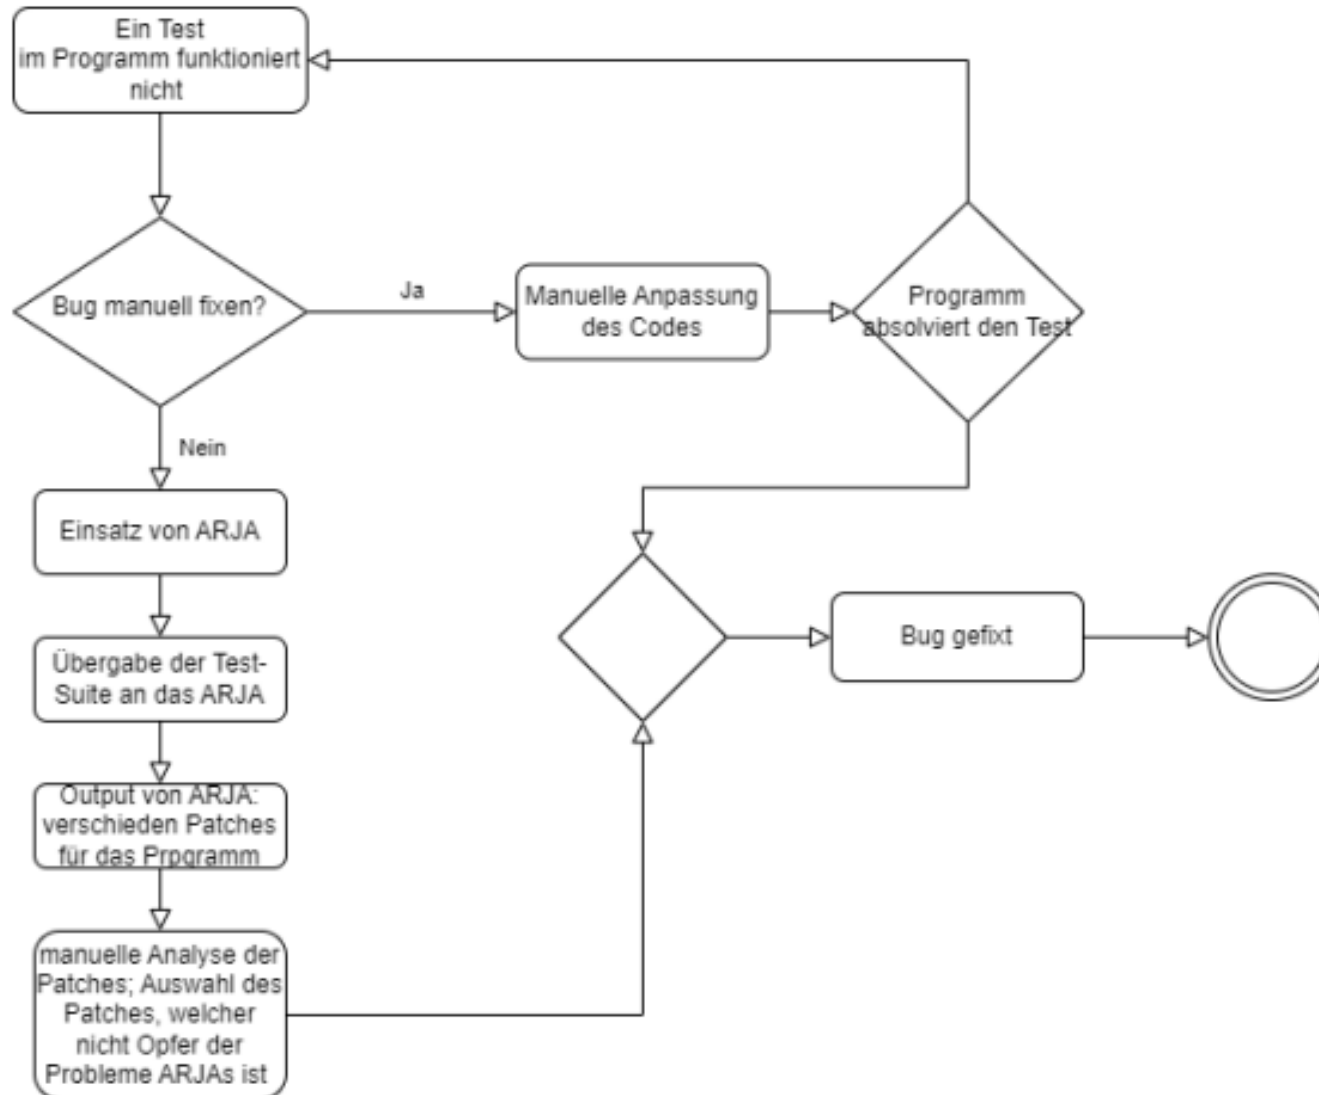 Ein Test
im Programm funktioniert
nicht
Bug manuell fixen?
Ja
Manuelle Anpassung
des Codes
Programm
absolviert den Test
Nein
Einsatz von ARJA
Übergabe der Test-
Suite an das ARJA
Output von ARJA:
verschieden Patches
für das Prpgramm
manuelle Analyse der
Patches; Auswahl des
Patches, welcher
nicht Opfer der
Probleme ARJAs ist
Bug gefixt